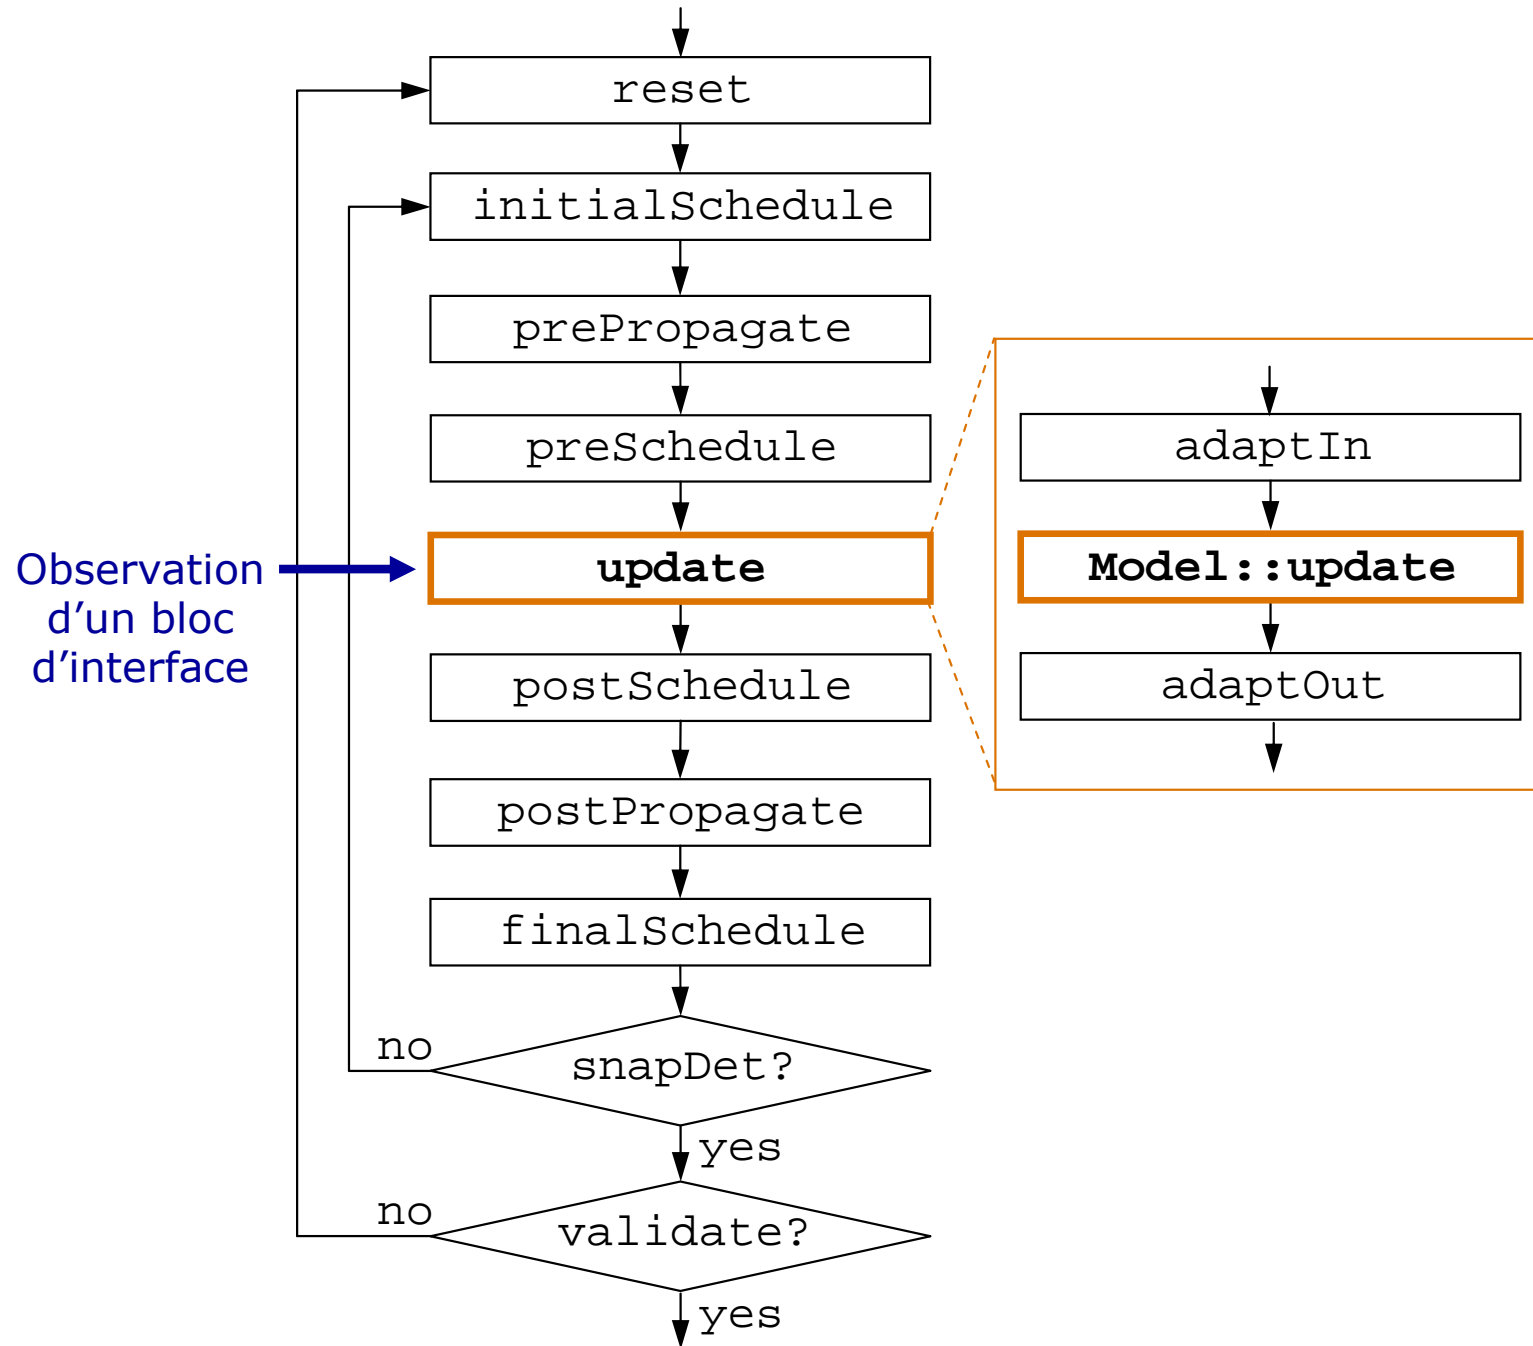 reset
initialSchedule
prePropagate
preSchedule
adaptIn
Observation
d’un bloc
d’interface
update
Model::update
postSchedule
adaptOut
postPropagate
finalSchedule
no
snapDet?
yes
no
validate?
yes